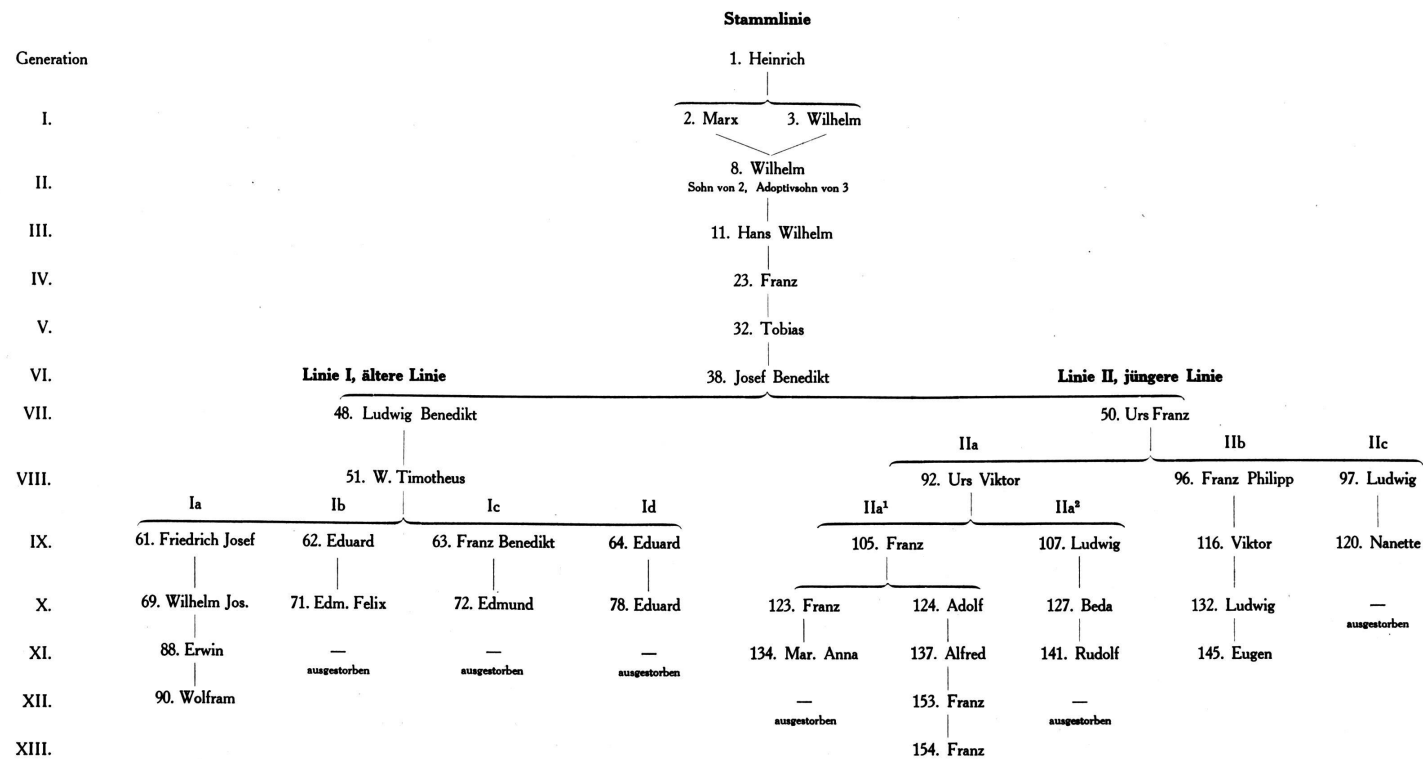 Stammlinie
Generation 1. Heinrich
I. 2. Marx 3. Wilhelm
II. 8. Wilhelm
Sohn von 2, Adoptivsohn von 3
III. 11. Hans Wilhelm
IV. 23. Franz
V. 32. Tobias
VI. Linie I, ältere Linie 38. Josef Benedikt Linie II, jüngere Linie
VII. 48. Ludwig Benedikt 50. Urs Franz
IIa IIb IIc
VIII. 51. W. Timotheus 92. Urs Viktor 96. Franz Philipp 97. Ludwig
Ia Ib Ic Id IIa¹ IIa²
IX. 61. Friedrich Josef 62. Eduard 63. Franz Benedikt 64. Eduard 105. Franz 107. Ludwig 116. Viktor 120. Nanette
X. 69. Wilhelm Jos. 71. Edm. Felix 72. Edmund 78. Eduard 123. Franz 124. Adolf 127. Beda 132. Ludwig —
ausgestorben
XI. 88. Erwin — — — 134. Mar. Anna 137. Alfred 141. Rudolf 145. Eugen
ausgestorben ausgestorben ausgestorben
XII. 90. Wolfram — 153. Franz —
ausgestorben ausgestorben
XIII. 154. Franz